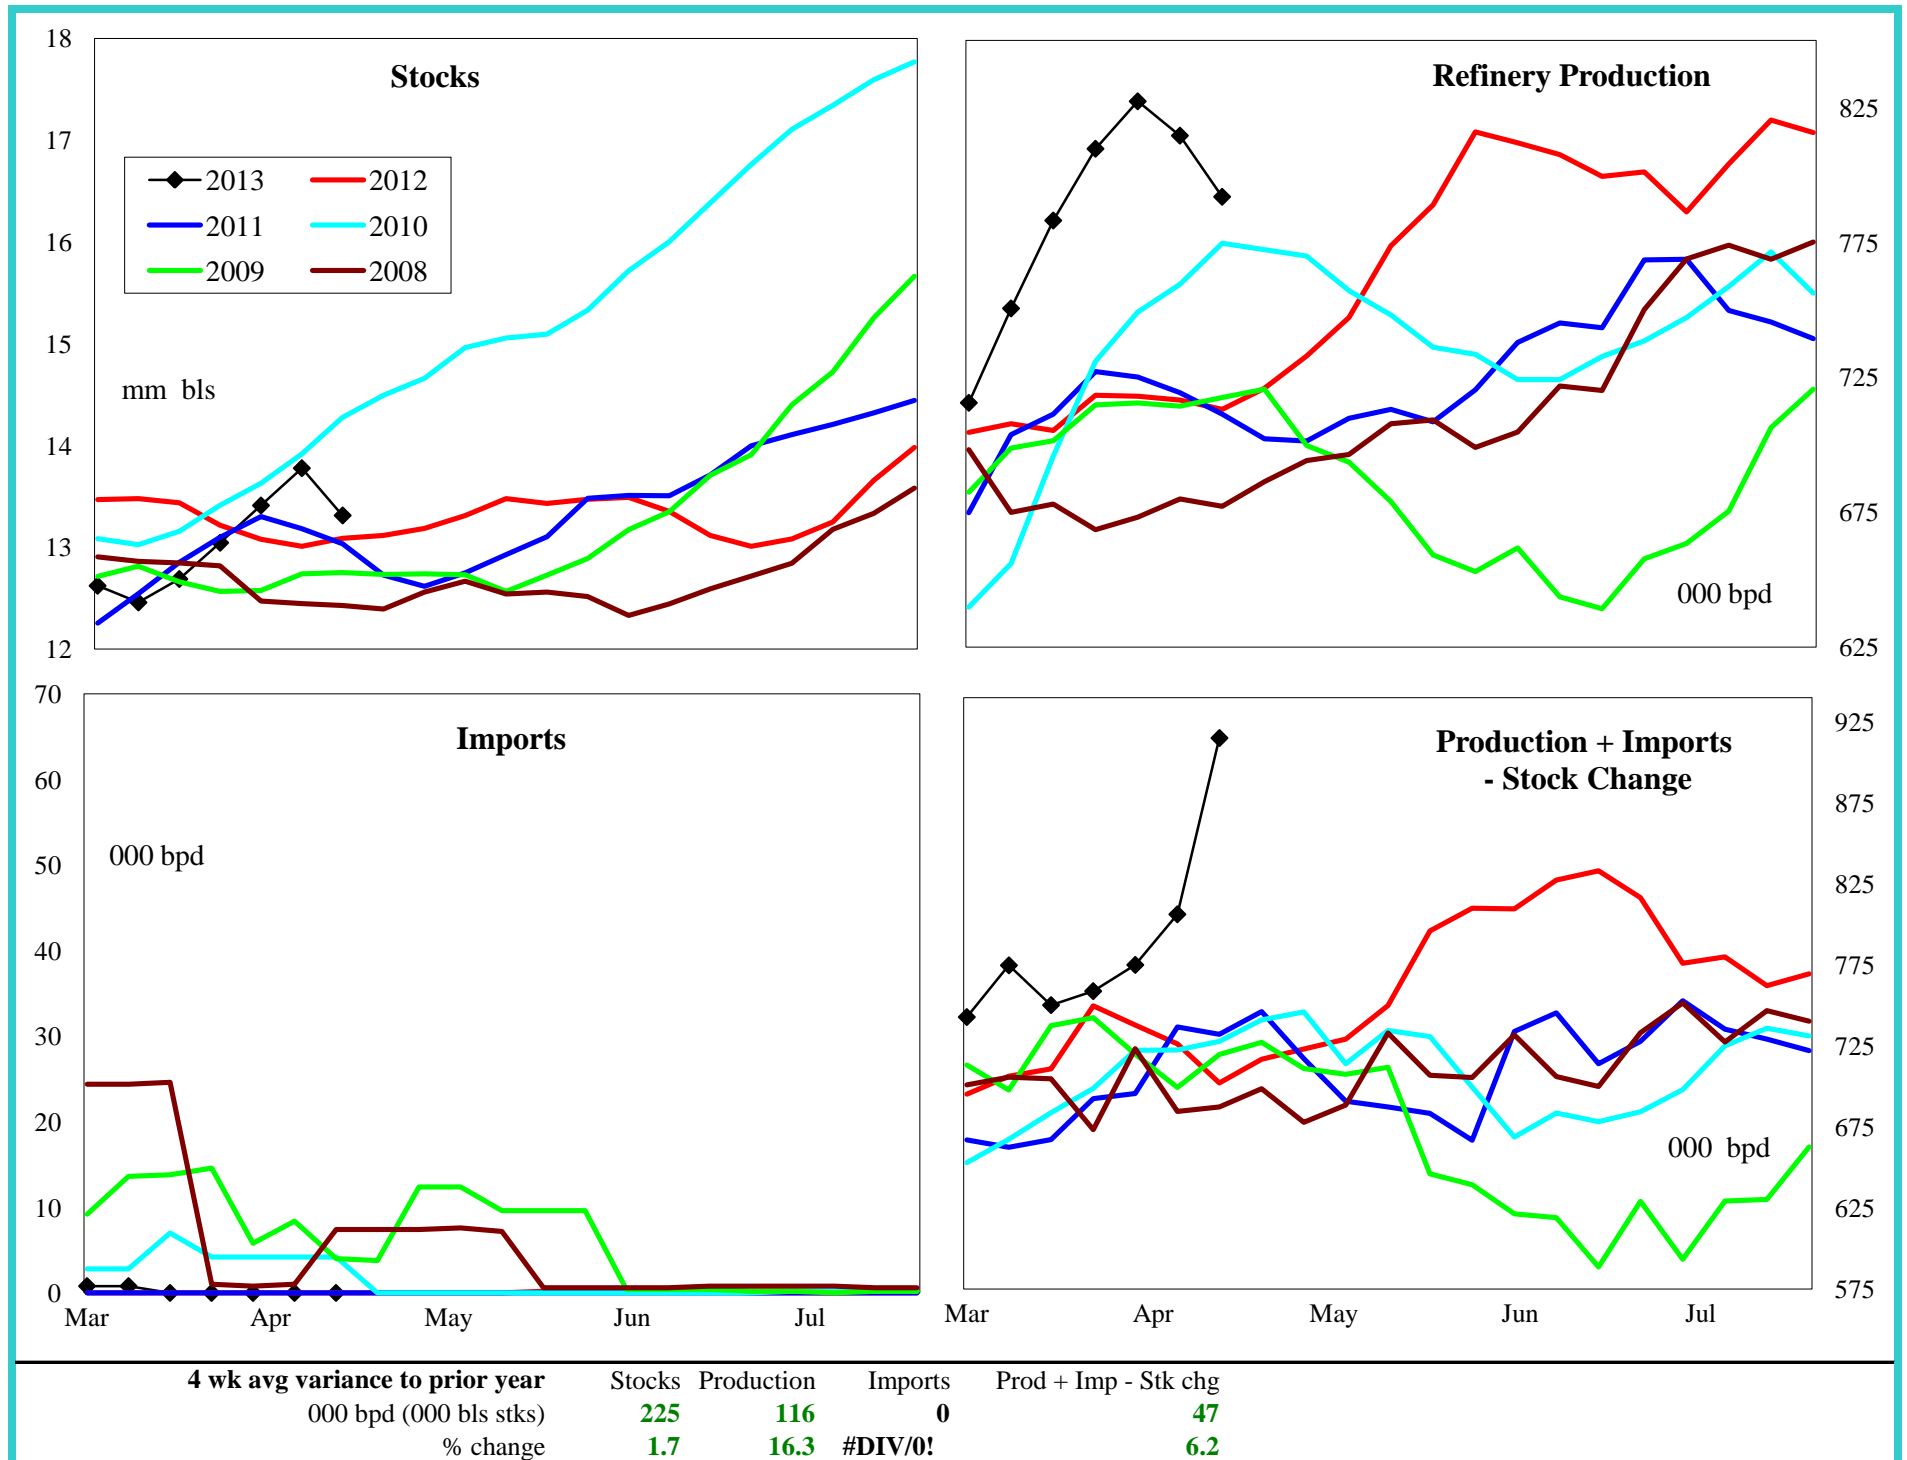 Stocks
18
17
16
15
14
13
12
2013 2012
2011 2010
2009 2008
mm bls
Refinery Production
825
775
725
675
625
000 bpd
Imports
70
60
50
40
30
20
10
0
000 bpd
Mar Apr May Jun Jul
Production + Imports
- Stock Change
925
875
825
775
725
675
625
575
000 bpd
Mar Apr May Jun Jul
4 wk avg variance to prior year Stocks Production Imports Prod + Imp - Stk chg
000 bpd (000 bls stks) 225 116 0 47
% change 1.7 16.3 #DIV/0! 6.2